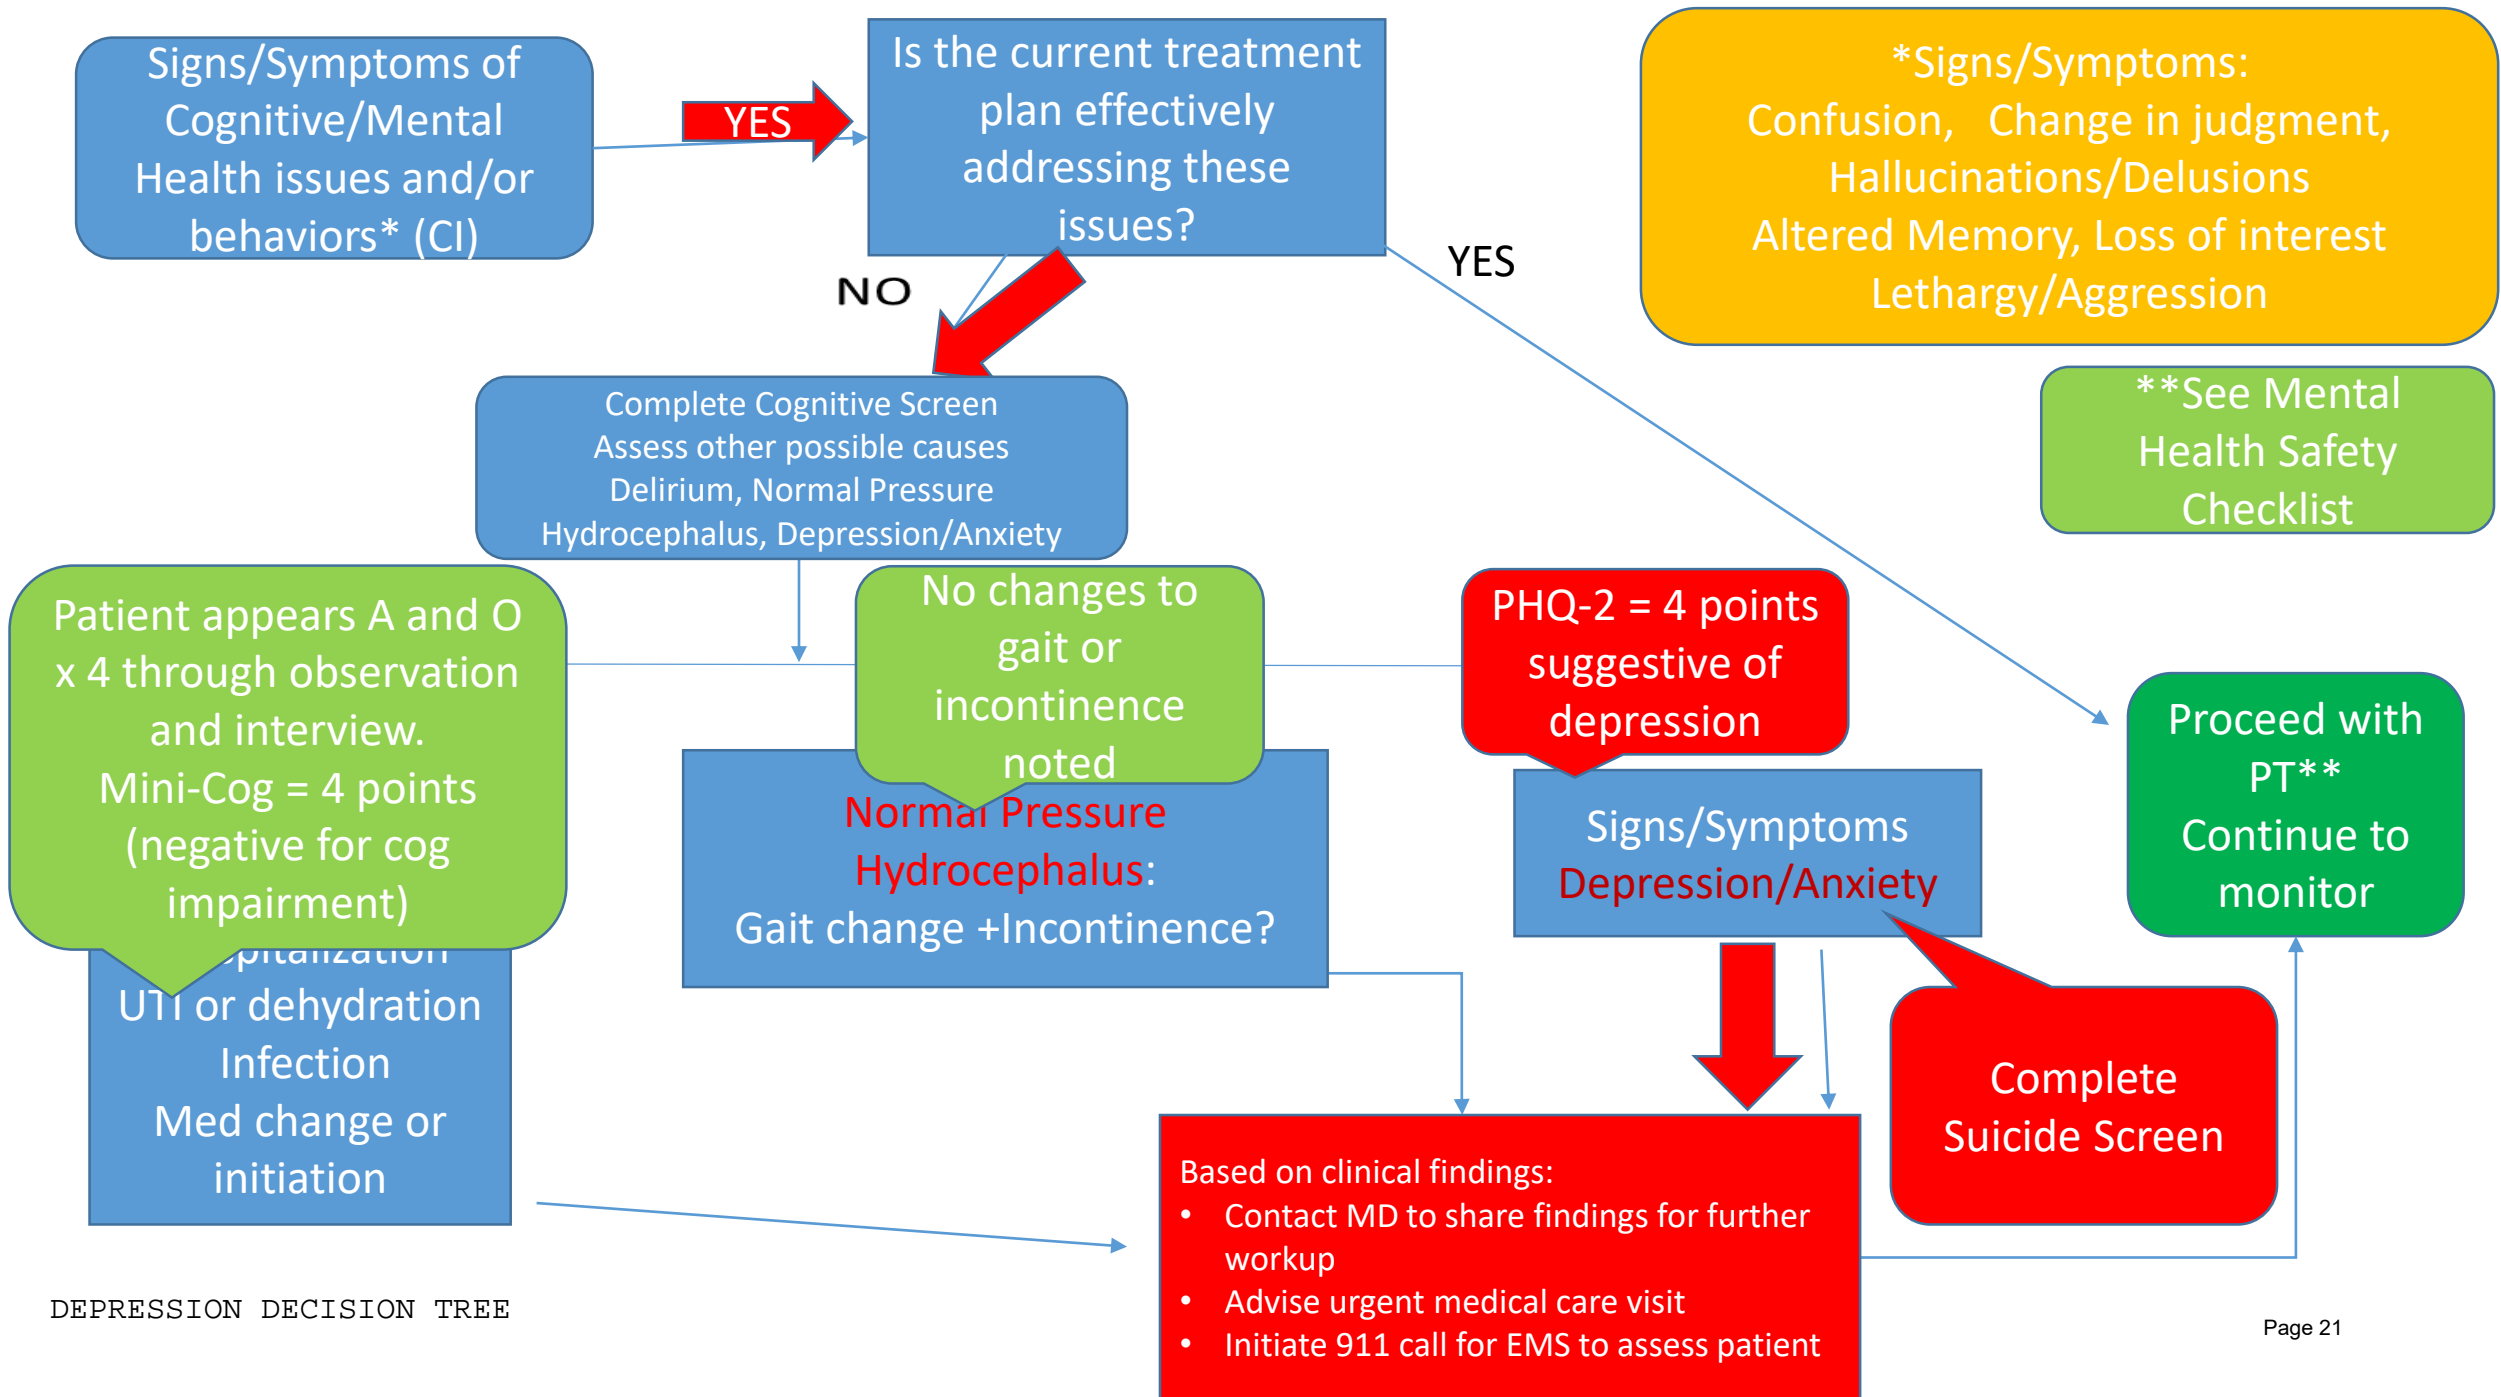 Signs/Symptoms of
Cognitive/Mental
Health issues and/or
behaviors* (CI)
YES
Is the current treatment
plan effectively
addressing these
issues?
*Signs/Symptoms:
Confusion,   Change in judgment,
Hallucinations/Delusions
Altered Memory, Loss of interest
Lethargy/Aggression
NO
YES
Complete Cognitive Screen
Assess other possible causes
Delirium, Normal Pressure
Hydrocephalus, Depression/Anxiety
**See Mental
Health Safety
Checklist
Patient appears A and O
x 4 through observation
and interview.
Mini-Cog = 4 points
(negative for cog
impairment)
No changes to
gait or
incontinence
noted
PHQ-2 = 4 points
suggestive of
depression
Proceed with
PT**
Continue to
monitor
Normal Pressure
Hydrocephalus:
Gait change +Incontinence?
Signs/Symptoms
Depression/Anxiety
UTI or dehydration
Infection
Med change or
initiation
Complete
Suicide Screen
Based on clinical findings:
• Contact MD to share findings for further
workup
• Advise urgent medical care visit
• Initiate 911 call for EMS to assess patient
DEPRESSION DECISION TREE
Page 21